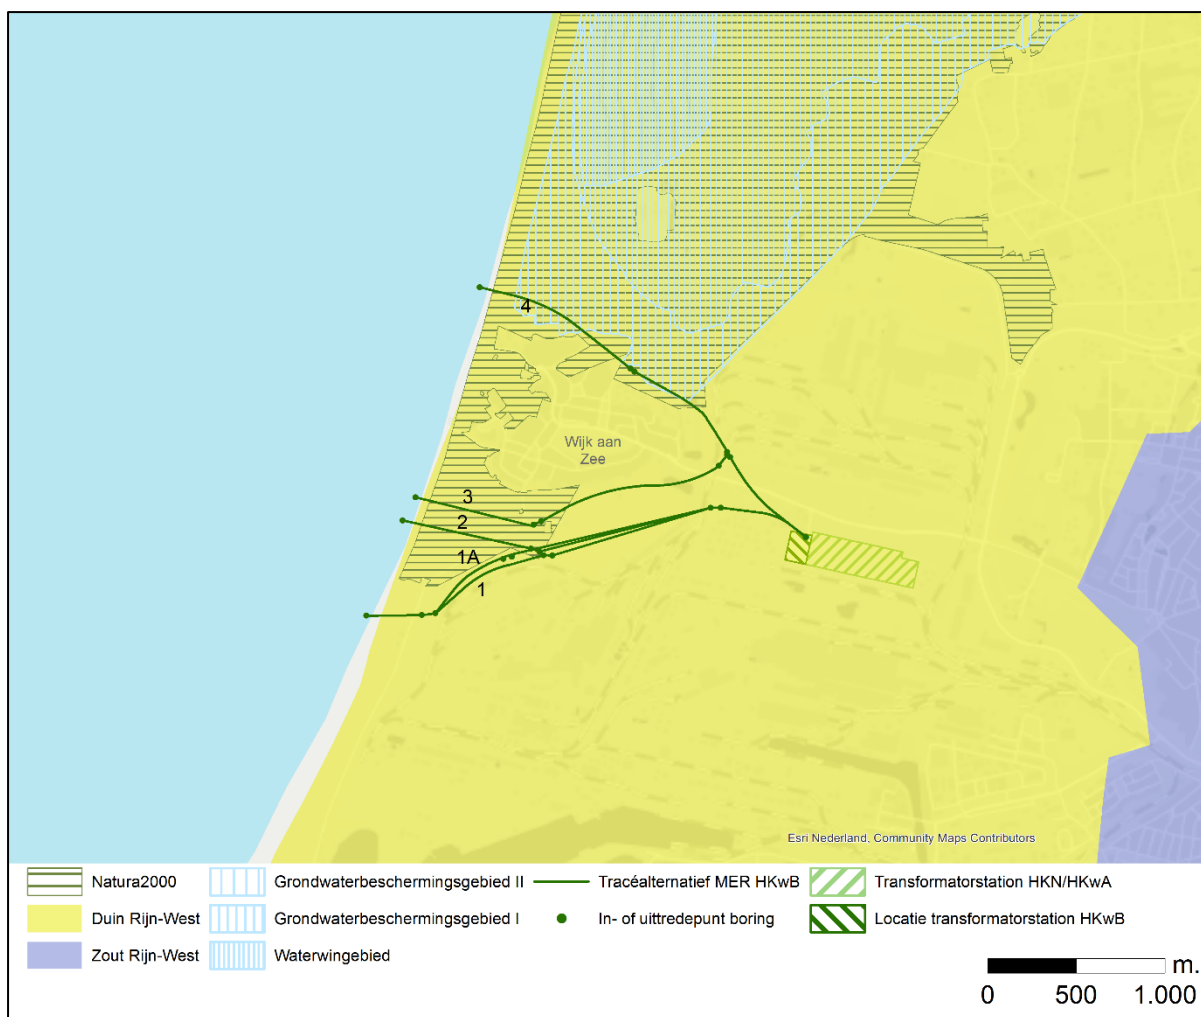 4
Wijk aan
Zee
3
2
1A
1
Esri Nederland, Community Maps Contributors
Natura2000
Grondwaterbeschermingsgebied II
Tracéalternatief MER HKwB
Transformatorstation HKN/HKwA
Duin Rijn-West
Grondwaterbeschermingsgebied I
In- of uittredepunt boring
Locatie transformatorstation HKwB
Zout Rijn-West
Waterwingebied
m.
0 500 1.000